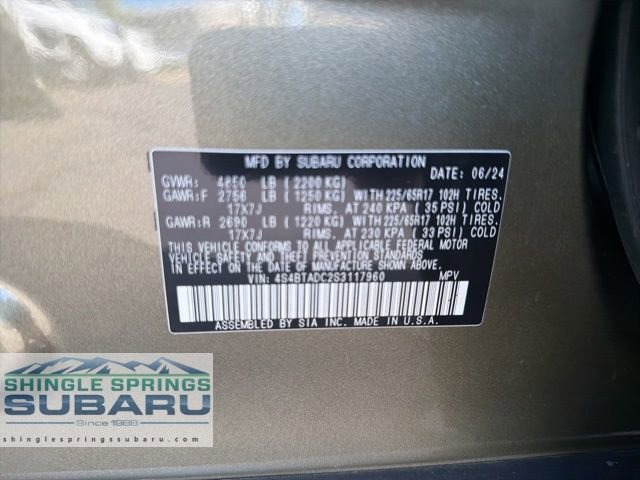 MFD BY SUBARU CORPORATION
DATE: 06/24
GVWR: 4850 LB (2200 KG)
GAWR:F 2756 LB (1250 KG) WITH 225/65R17 102H TIRES,
17X7J RIMS, AT 240 KPA (35 PSI) COLD
GAWR:R 2690 LB (1220 KG) WITH 225/65R17 102H TIRES,
17X7J RIMS, AT 230 KPA (33 PSI) COLD
THIS VEHICLE CONFORMS TO ALL APPLICABLE FEDERAL MOTOR
VEHICLE SAFETY, BUMPER, AND THEFT PREVENTION STANDARDS
IN EFFECT ON THE DATE OF MANUFACTURE SHOWN ABOVE.
VIN: 4S4BTADC2S3117960 MPV
ASSEMBLED BY SIA INC. MADE IN U.S.A.
SHINGLE SPRINGS
SUBARU
Since 1988
shinglespringssubaru.com